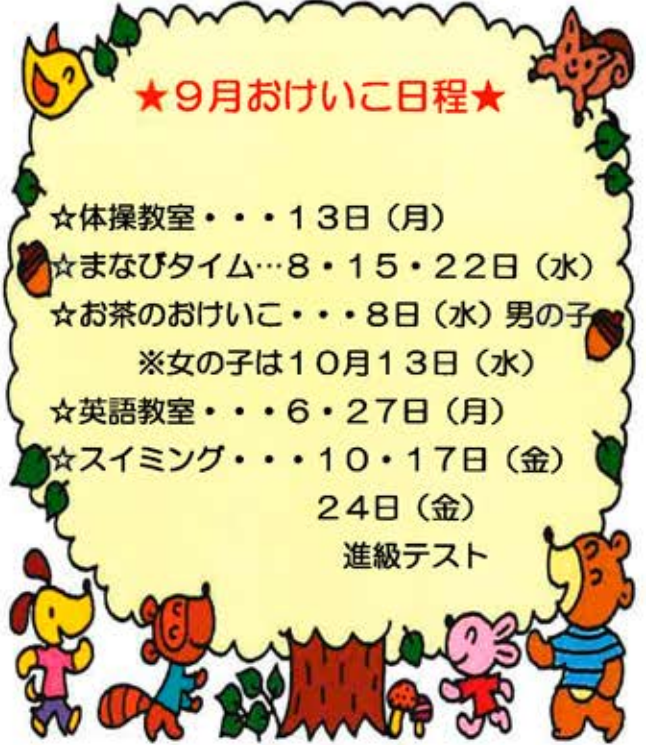 ★９月おけいこ日程★
☆体操教室・・・１３日（月）
☆まなびタイム…８・１５・２２日（水）
☆お茶のおけいこ・・・８日（水）男の子
※女の子は１０月１３日（水）
☆英語教室・・・６・２７日（月）
☆スイミング・・・１０・１７日（金）
２４日（金）
進級テスト